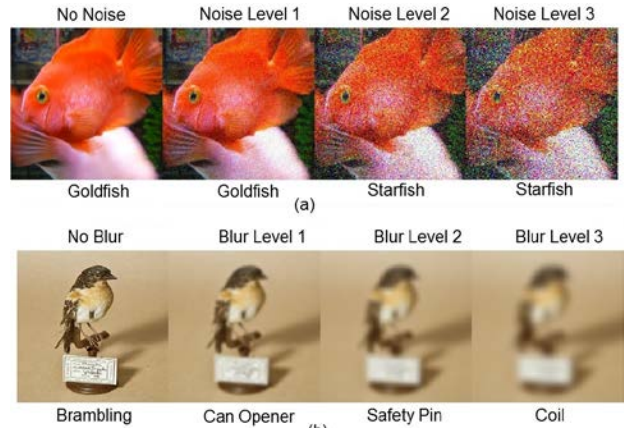 No Noise Noise Level 1 Noise Level 2 Noise Level 3
Goldfish Goldfish Starfish Starfish
(a)
No Blur Blur Level 1 Blur Level 2 Blur Level 3
Brambling Can Opener Safety Pin Coil
(b)